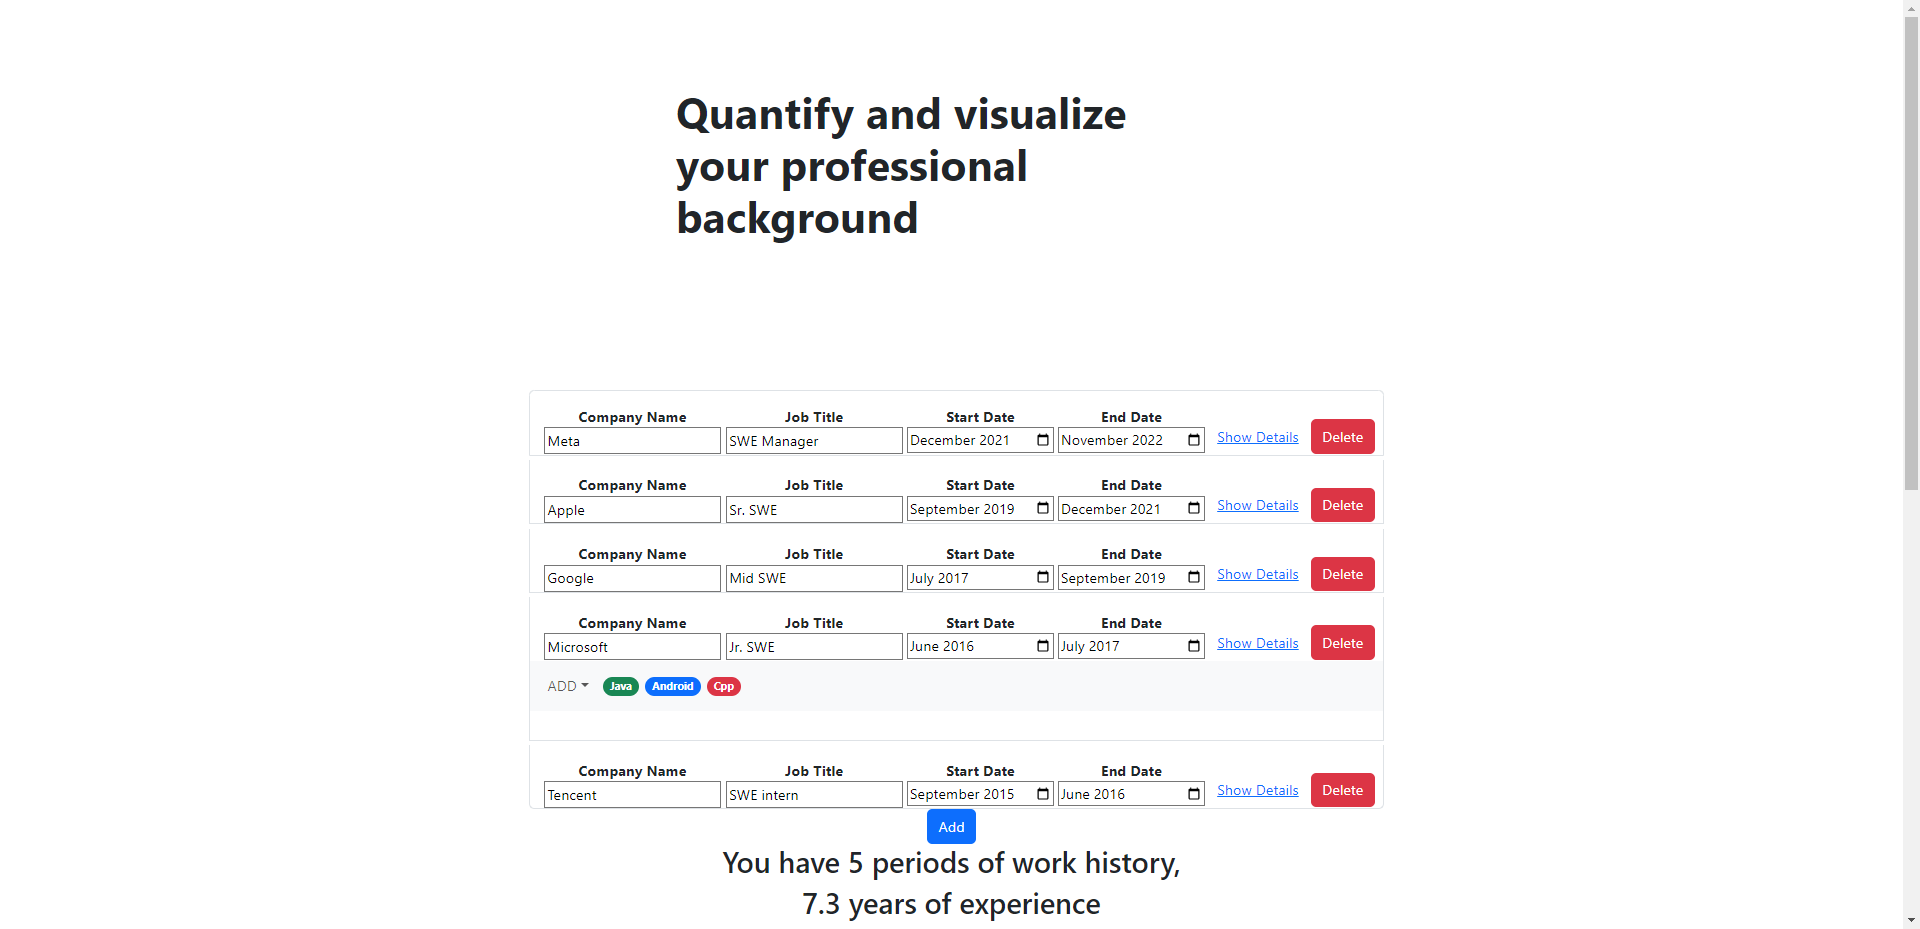 Quantify and visualize
your professional
background
Company Name Job Title Start Date End Date
Meta SWE Manager December 2021 November 2022 Show Details Delete
Company Name Job Title Start Date End Date
Apple Sr. SWE September 2019 December 2021 Show Details Delete
Company Name Job Title Start Date End Date
Google Mid SWE July 2017 September 2019 Show Details Delete
Company Name Job Title Start Date End Date
Microsoft Jr. SWE June 2016 July 2017 Show Details Delete
ADD Java Android Cpp
Company Name Job Title Start Date End Date
Tencent SWE intern September 2015 June 2016 Show Details Delete
Add
You have 5 periods of work history,
7.3 years of experience